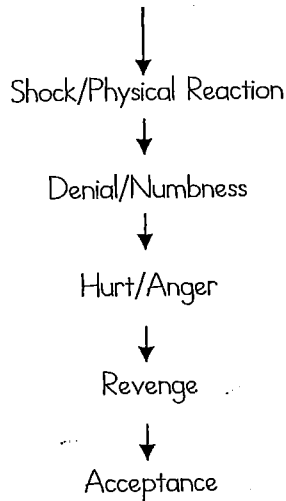 Shock/Physical Reaction
Denial/Numbness
Hurt/Anger
Revenge
Acceptance